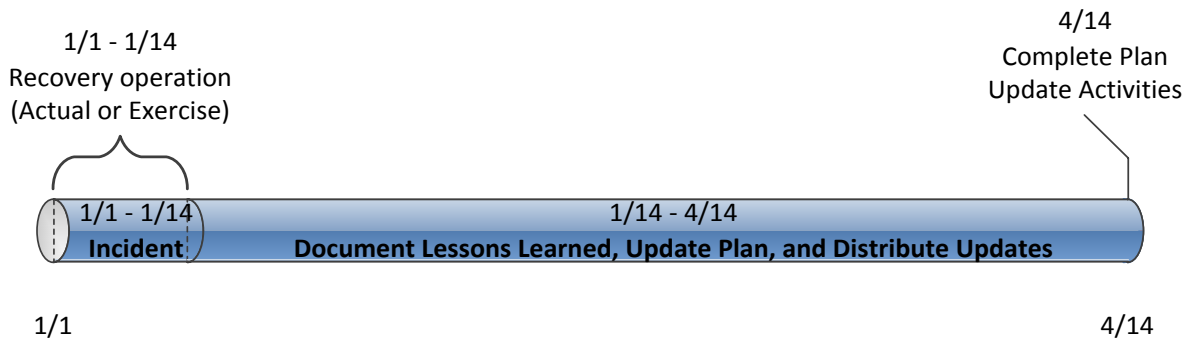 1/1 - 1/14
Recovery operation
(Actual or Exercise)
4/14
Complete Plan
Update Activities
1/1 - 1/14
Incident
1/14 - 4/14
Document Lessons Learned, Update Plan, and Distribute Updates
1/1
4/14